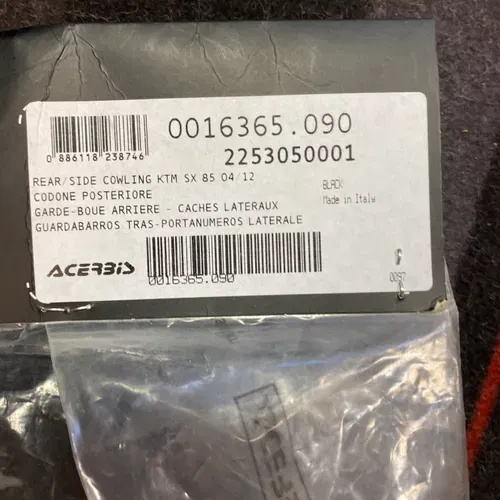 0016365.090
2253050001
0 886118 238746
REAR/SIDE COWLING KTM SX 85 04/12
CODONE POSTERIORE
GARDE-BOUE ARRIERE - CACHES LATERAUX
GUARDABARROS TRAS-PORTANUMEROS LATERALE
BLACK
Made in Italy
ACERBIS
0016365.090